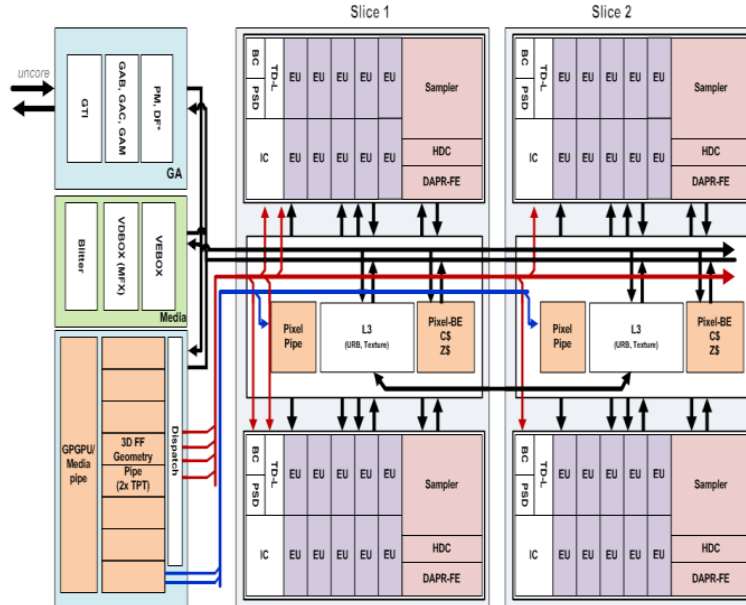 Slice 1
Slice 2
uncore
GTI
GAB, GAC, GAM
PM, DF*
GA
Blitter
VDBOX (MFX)
VEBOX
Media
GPGPU/
Media
pipe
3D FF
Geometry
Pipe
(2x TPT)
Dispatch
BC
PSD
TD-L
IC
EU EU EU EU EU
EU EU EU EU EU
Sampler
HDC
DAPR-FE
BC
PSD
TD-L
IC
EU EU EU EU EU
EU EU EU EU EU
Sampler
HDC
DAPR-FE
Pixel
Pipe
L3
(URB, Texture)
Pixel-BE
C$
Z$
Pixel
Pipe
L3
(URB, Texture)
Pixel-BE
C$
Z$
BC
PSD
TD-L
IC
EU EU EU EU EU
EU EU EU EU EU
Sampler
HDC
DAPR-FE
BC
PSD
TD-L
IC
EU EU EU EU EU
EU EU EU EU EU
Sampler
HDC
DAPR-FE